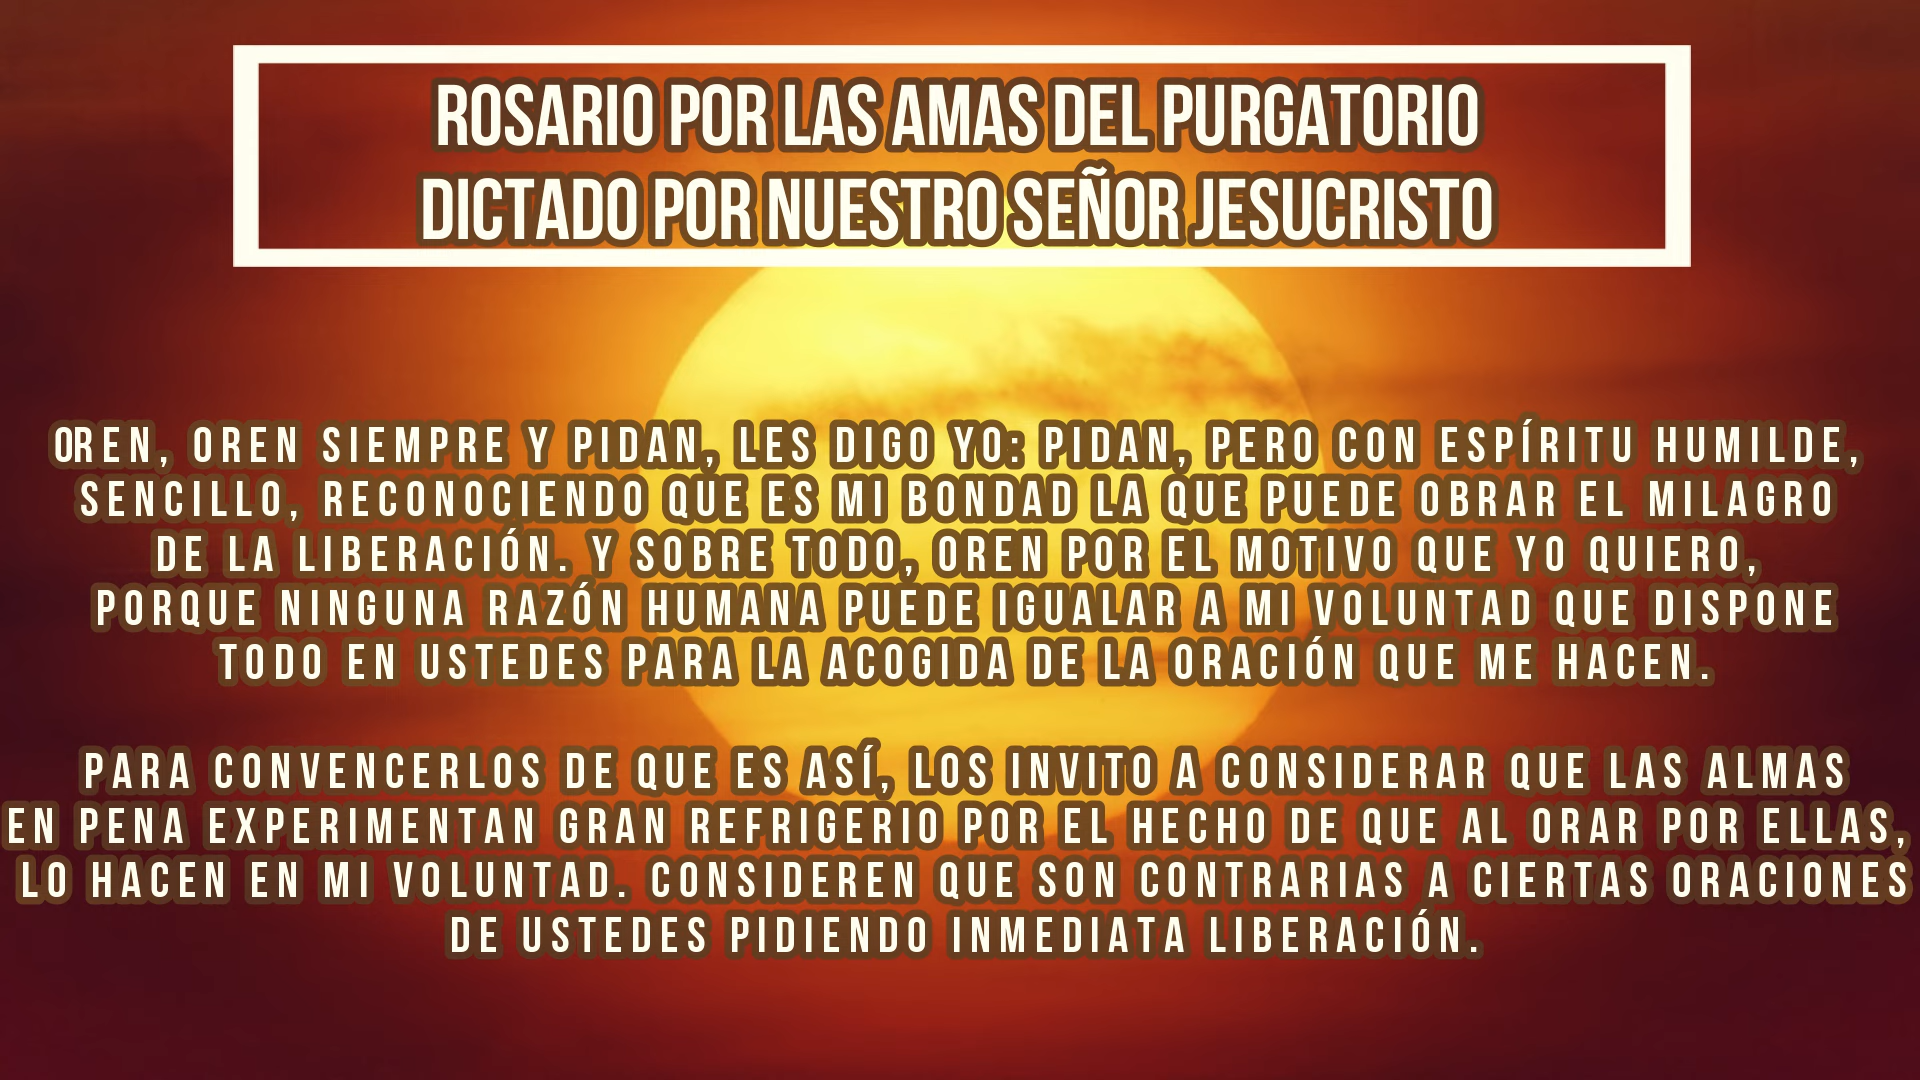 ROSARIO POR LAS AMAS DEL PURGATORIO
DICTADO POR NUESTRO SEÑOR JESUCRISTO
OREN, OREN SIEMPRE Y PIDAN, LES DIGO YO: PIDAN, PERO CON ESPÍRITU HUMILDE,
SENCILLO, RECONOCIENDO QUE ES MI BONDAD LA QUE PUEDE OBRAR EL MILAGRO
DE LA LIBERACIÓN. Y SOBRE TODO, OREN POR EL MOTIVO QUE YO QUIERO,
PORQUE NINGUNA RAZÓN HUMANA PUEDE IGUALAR A MI VOLUNTAD QUE DISPONE
TODO EN USTEDES PARA LA ACOGIDA DE LA ORACIÓN QUE ME HACEN.
PARA CONVENCERLOS DE QUE ES ASÍ, LOS INVITO A CONSIDERAR QUE LAS ALMAS
EN PENA EXPERIMENTAN GRAN REFRIGERIO POR EL HECHO DE QUE AL ORAR POR ELLAS,
LO HACEN EN MI VOLUNTAD. CONSIDEREN QUE SON CONTRARIAS A CIERTAS ORACIONES
DE USTEDES PIDIENDO INMEDIATA LIBERACIÓN.